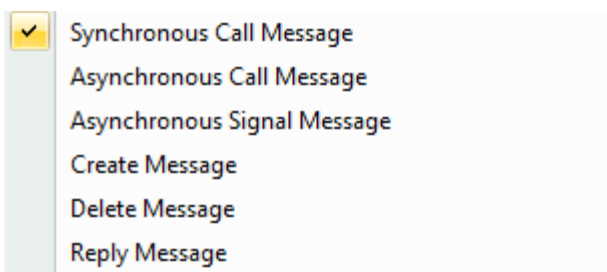 Synchronous Call Message
Asynchronous Call Message
Asynchronous Signal Message
Create Message
Delete Message
Reply Message